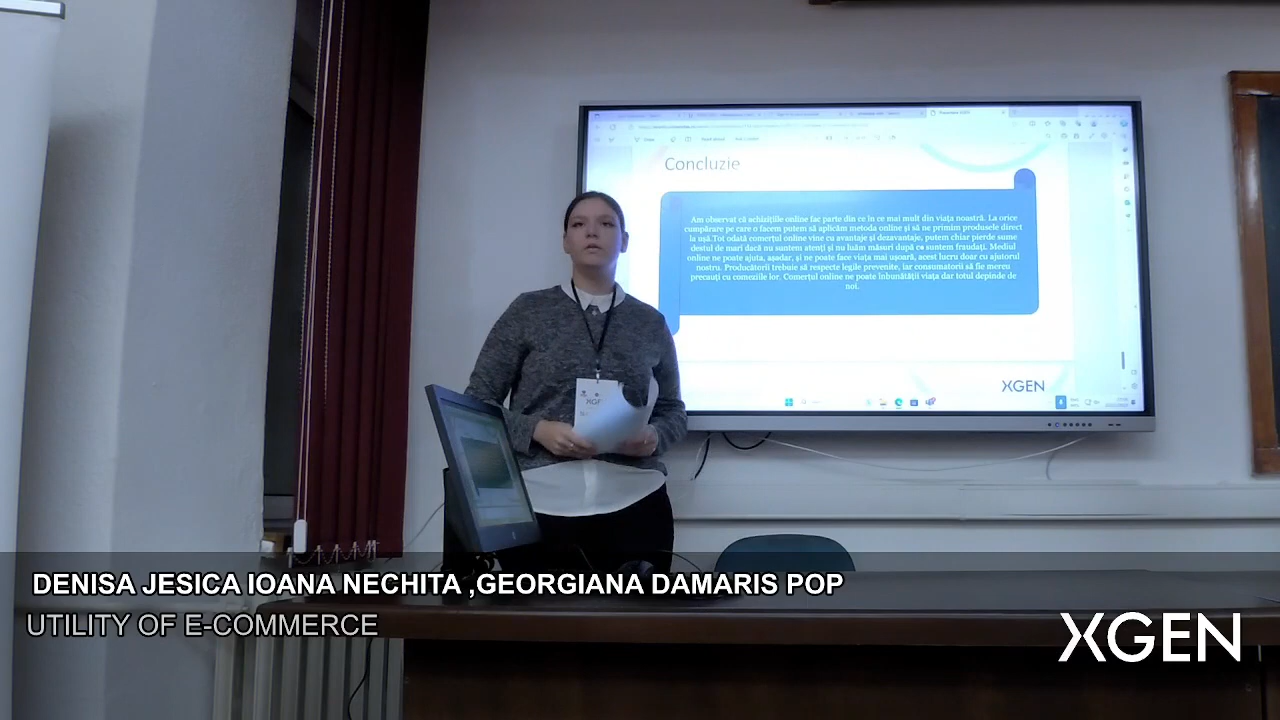 Concluzie
Am observat că achizițiile online fac parte din ce în ce mai mult din viața noastră. La orice
cumpărare pe care o facem putem să aplicăm metoda online și să ne primim produsele direct
la ușă.Tot odată comerțul online vine cu avantaje și dezavantaje, putem chiar pierde sume
destul de mari dacă nu suntem atenți și nu luăm măsuri după ce suntem fraudați. Mediul
online ne poate ajuta, așadar, și ne poate face viața mai ușoară, acest lucru doar cu ajutorul
nostru. Producătorii trebuie să respecte legile prevenite, iar consumatorii să fie mereu
precauți cu comeziile lor. Comerțul online ne poate înbunătății viața dar totul depinde de
noi.
XGEN
XGEN
DENISA JESICA IOANA NECHITA ,GEORGIANA DAMARIS POP
UTILITY OF E-COMMERCE
XGEN